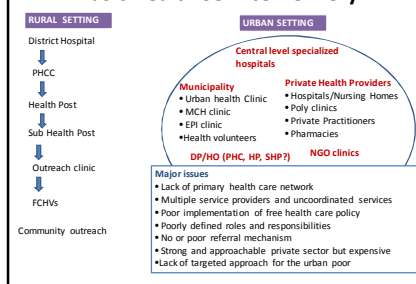 RURAL SETTING
District Hospital
PHCC
Health Post
Sub Health Post
Outreach clinic
FCHVs
Community outreach
URBAN SETTING
Central level specialized
hospitals
Municipality
• Urban health Clinic
• MCH clinic
• EPI clinic
• Health volunteers
Private Health Providers
• Hospitals/Nursing Homes
• Poly clinics
• Private Practitioners
• Pharmacies
DP/HO (PHC, HP, SHP?)
NGO clinics
Major issues
• Lack of primary health care network
• Multiple service providers and uncoordinated services
• Poor implementation of free health care policy
• Poorly defined roles and responsibilities
• No or poor referral mechanism
• Strong and approachable private sector but expensive
• Lack of targeted approach for the urban poor